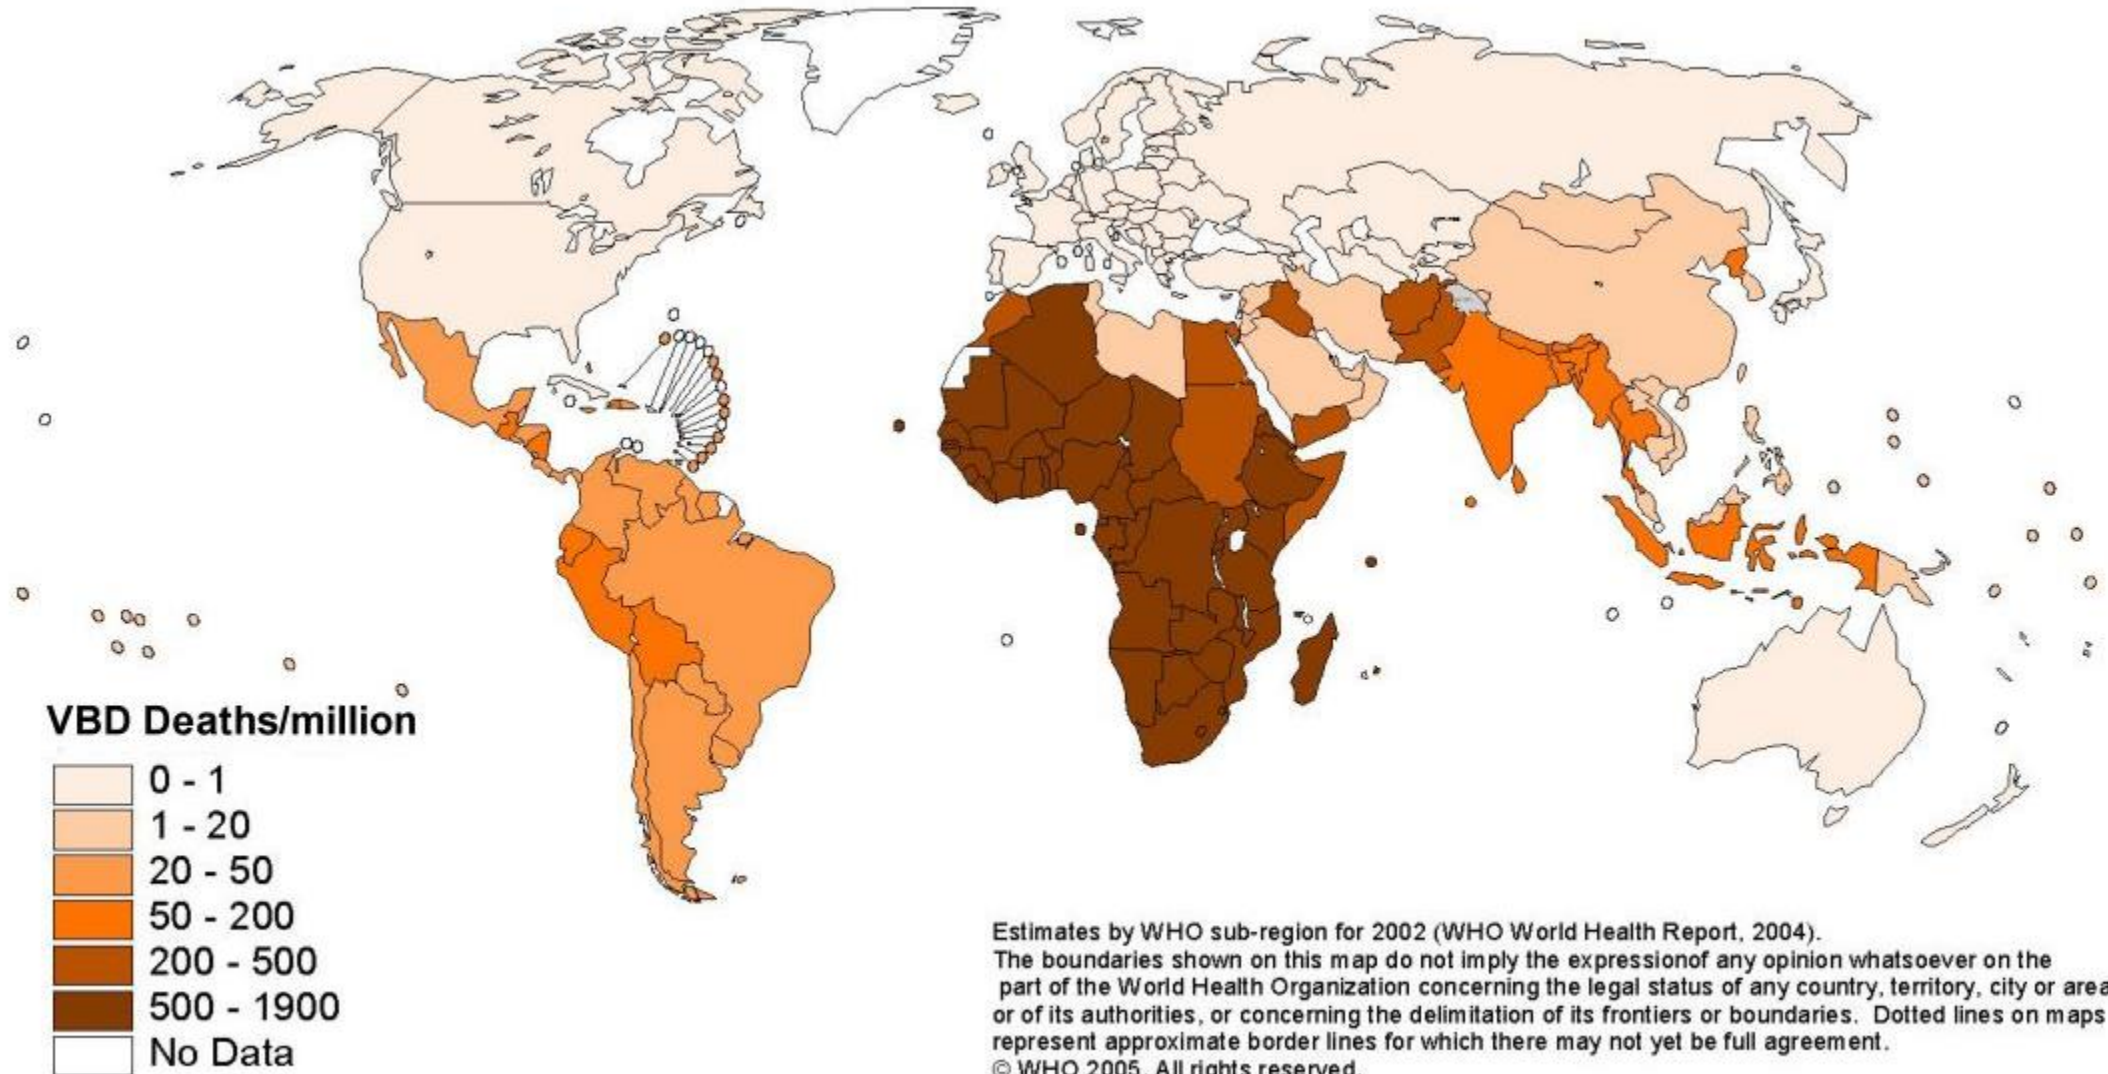 VBD Deaths/million
0 - 1
1 - 20
20 - 50
50 - 200
200 - 500
500 - 1900
No Data
Estimates by WHO sub-region for 2002 (WHO World Health Report, 2004).
The boundaries shown on this map do not imply the expressionof any opinion whatsoever on the
part of the World Health Organization concerning the legal status of any country, territory, city or area
or of its authorities, or concerning the delimitation of its frontiers or boundaries. Dotted lines on maps
represent approximate border lines for which there may not yet be full agreement.
© WHO 2005. All rights reserved.